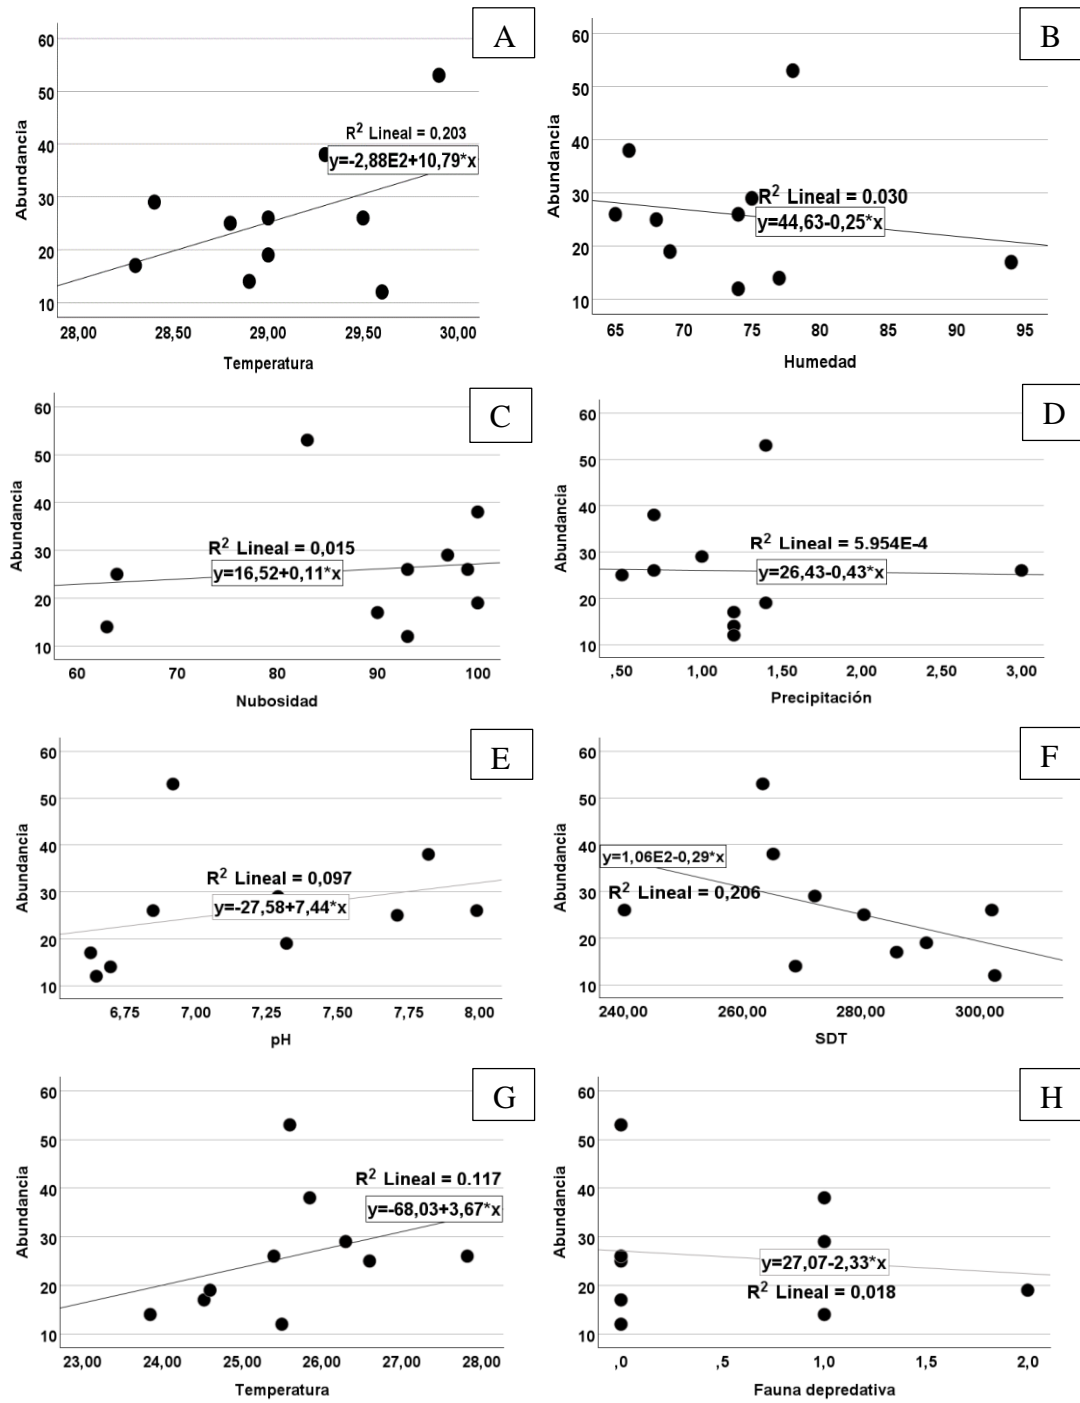 A
60
50
40
30
20
10
Abundancia
R² Lineal = 0,203
y=-2,88E2+10,79*x
28,00 28,50 29,00 29,50 30,00
Temperatura
B
60
50
40
30
20
10
Abundancia
R² Lineal = 0.030
y=44,63-0,25*x
65 70 75 80 85 90 95
Humedad
C
60
50
40
30
20
10
Abundancia
R² Lineal = 0,015
y=16,52+0,11*x
60 70 80 90 100
Nubosidad
D
60
50
40
30
20
10
Abundancia
R² Lineal = 5.954E-4
y=26,43-0,43*x
,50 1,00 1,50 2,00 2,50 3,00
Precipitación
E
60
50
40
30
20
10
Abundancia
R² Lineal = 0,097
y=-27,58+7,44*x
6,75 7,00 7,25 7,50 7,75 8,00
pH
F
60
50
40
30
20
10
Abundancia
y=1,06E2-0,29*x
R² Lineal = 0,206
240,00 260,00 280,00 300,00
SDT
G
60
50
40
30
20
10
Abundancia
R² Lineal = 0.117
y=-68,03+3,67*x
23,00 24,00 25,00 26,00 27,00 28,00
Temperatura
H
60
50
40
30
20
10
Abundancia
y=27,07-2,33*x
R² Lineal = 0,018
,0 ,5 1,0 1,5 2,0
Fauna depredativa